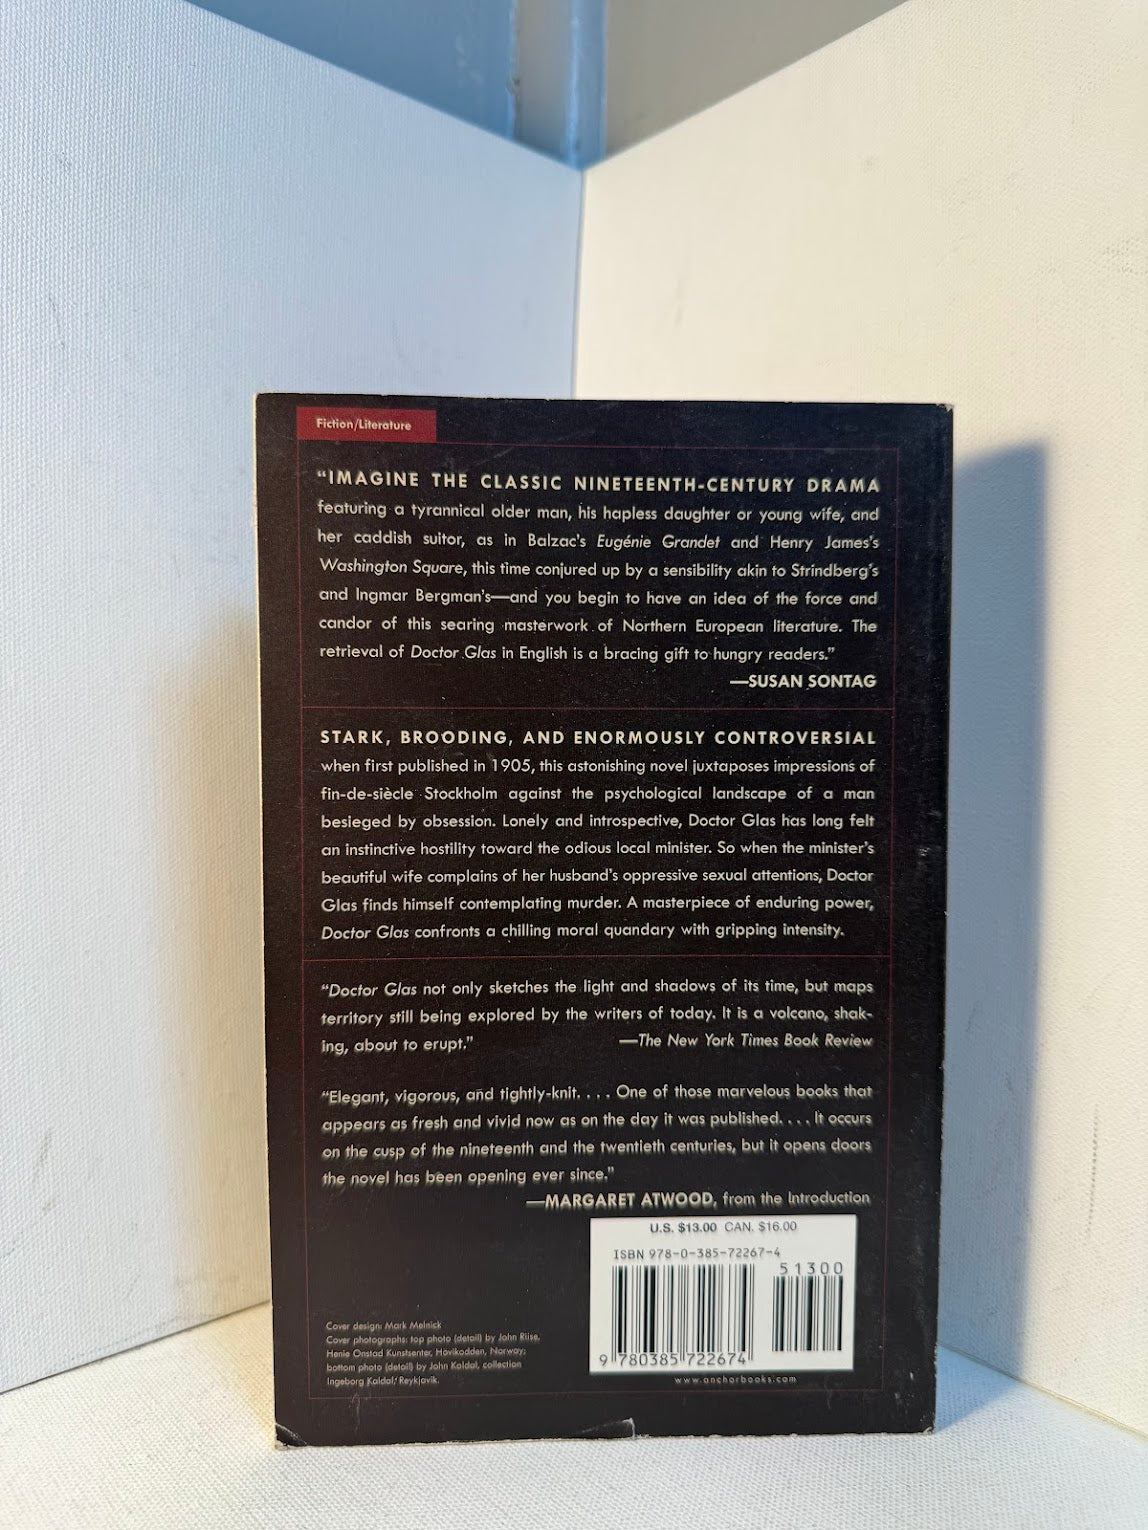 Fiction/Literature
“IMAGINE THE CLASSIC NINETEENTH-CENTURY DRAMA
featuring a tyrannical older man, his hapless daughter or young wife, and
her caddish suitor, as in Balzac's Eugénie Grandet and Henry James's
Washington Square, this time conjured up by a sensibility akin to Strindberg's
and Ingmar Bergman's—and you begin to have an idea of the force and
candor of this searing masterwork of Northern European literature. The
retrieval of Doctor Glas in English is a bracing gift to hungry readers.”
—SUSAN SONTAG
STARK, BROODING, AND ENORMOUSLY CONTROVERSIAL
when first published in 1905, this astonishing novel juxtaposes impressions of
fin-de-siècle Stockholm against the psychological landscape of a man
besieged by obsession. Lonely and introspective, Doctor Glas has long felt
an instinctive hostility toward the odious local minister. So when the minister's
beautiful wife complains of her husband's oppressive sexual attentions, Doctor
Glas finds himself contemplating murder. A masterpiece of enduring power,
Doctor Glas confronts a chilling moral quandary with gripping intensity.
“Doctor Glas not only sketches the light and shadows of its time, but maps
territory still being explored by the writers of today. It is a volcano, shak-
ing, about to erupt.” —The New York Times Book Review
“Elegant, vigorous, and tightly-knit. . . . One of those marvelous books that
appears as fresh and vivid now as on the day it was published. . . . It occurs
on the cusp of the nineteenth and the twentieth centuries, but it opens doors
the novel has been opening ever since.”
—MARGARET ATWOOD, from the Introduction
U.S. $13.00 CAN. $16.00
ISBN 978-0-385-72267-4
51300
9 780385 722674
www.anchorbooks.com
Cover design: Mark Melnick
Cover photographs: top photo (detail) by John Riise,
Henie Onstad Kunstsenter, Hovikodden, Norway;
bottom photo (detail) by John Kaldal, collection
Ingeborg Kaldal, Reykjavik.